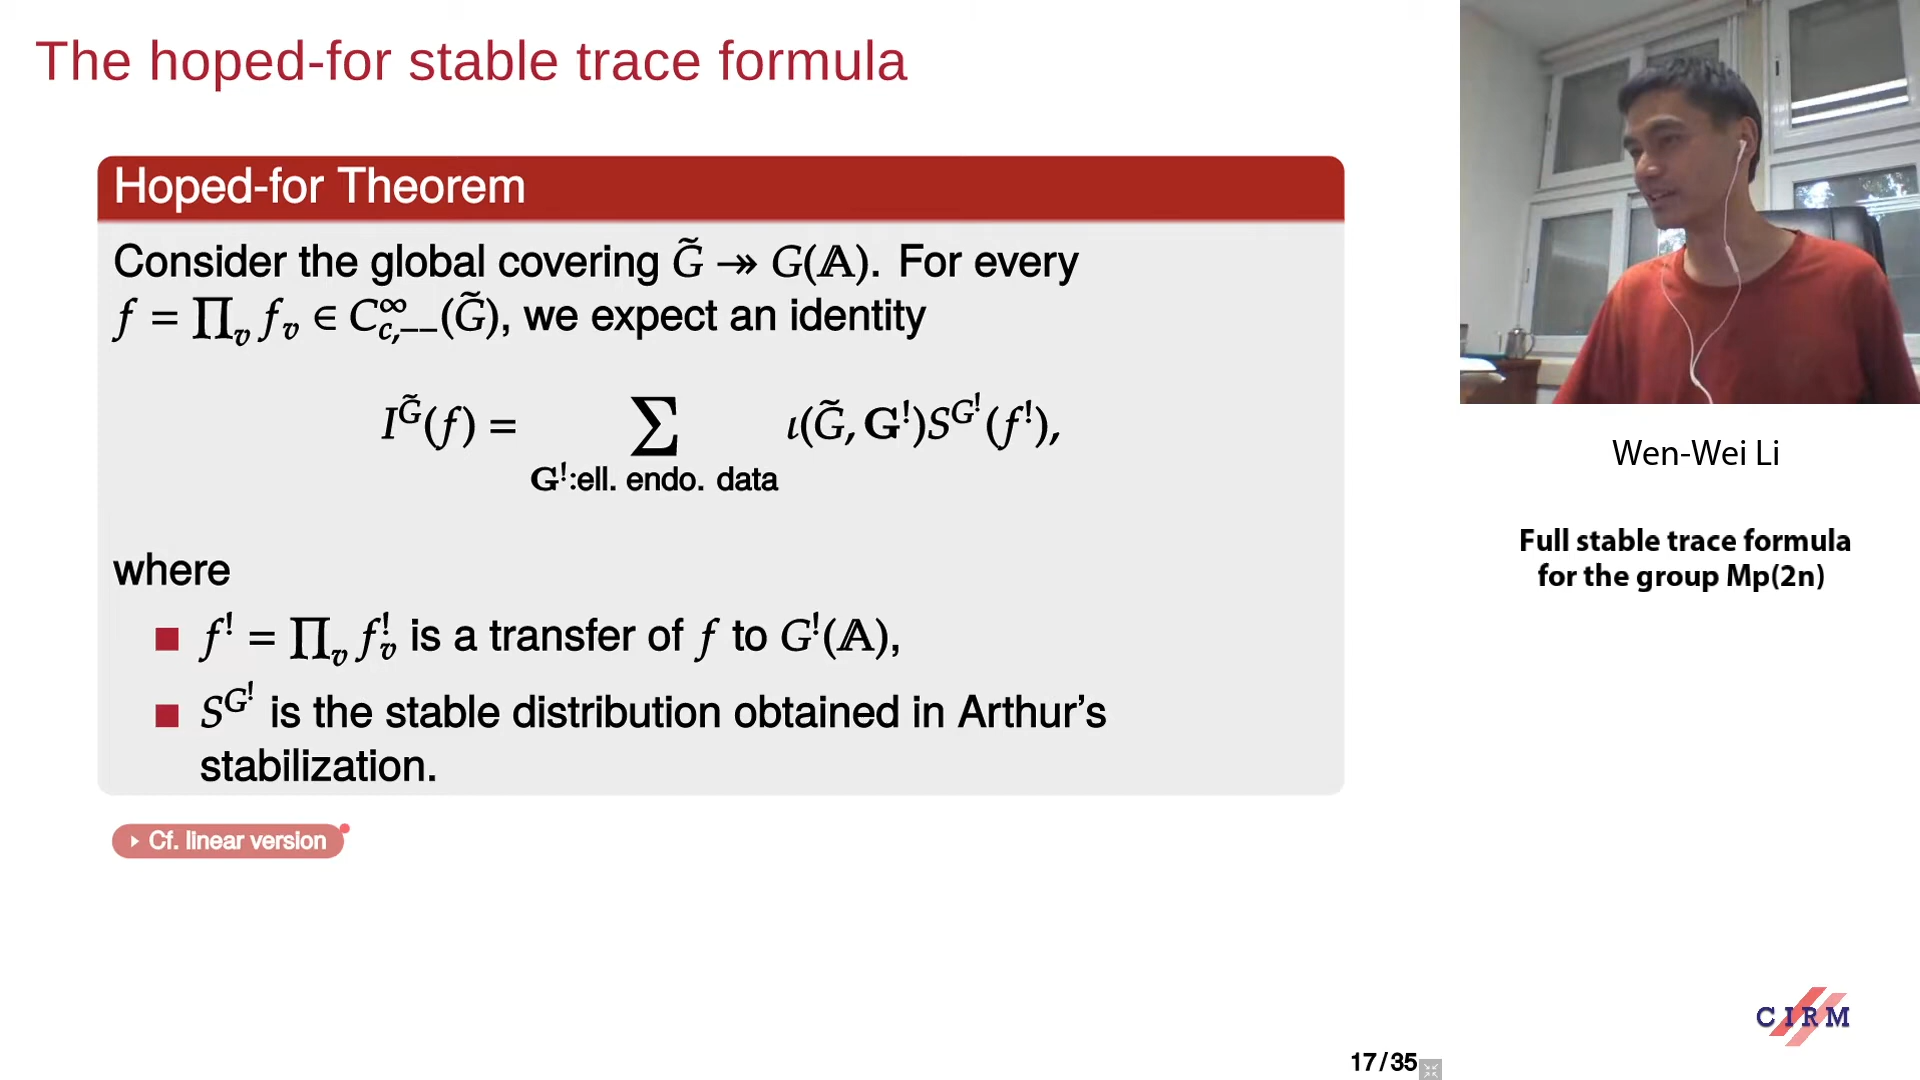 The hoped-for stable trace formula
Hoped-for Theorem
Consider the global covering G̃ ↠ G(𝔸). For every
f = ∏_v f_v ∈ C^∞_{c,−−}(G̃), we expect an identity
I^{G̃}(f) = ∑_{𝐆^!:ell. endo. data} ι(G̃, 𝐆^!)S^{G^!}(f^!),
where
■ f^! = ∏_v f_v^! is a transfer of f to G^!(𝔸),
■ S^{G^!} is the stable distribution obtained in Arthur's
stabilization.
Cf. linear version
17/35
Wen-Wei Li
Full stable trace formula
for the group Mp(2n)
CIRM